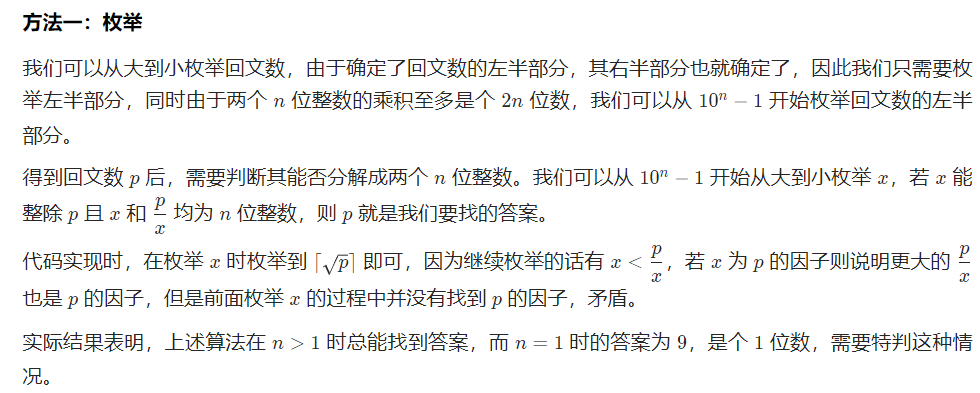 方法一：枚举
我们可以从大到小枚举回文数，由于确定了回文数的左半部分，其右半部分也就确定了，因此我们只需要枚
举左半部分，同时由于两个 n 位整数的乘积至多是个 2n 位数，我们可以从 10ⁿ − 1 开始枚举回文数的左半
部分。
得到回文数 p 后，需要判断其能否分解成两个 n 位整数。我们可以从 10ⁿ − 1 开始从大到小枚举 x，若 x 能
整除 p 且 x 和 p/x 均为 n 位整数，则 p 就是我们要找的答案。
代码实现时，在枚举 x 时枚举到 ⌈√p⌉ 即可，因为继续枚举的话有 x < p/x，若 x 为 p 的因子则说明更大的 p/x
也是 p 的因子，但是前面枚举 x 的过程中并没有找到 p 的因子，矛盾。
实际结果表明，上述算法在 n > 1 时总能找到答案，而 n = 1 时的答案为 9，是个 1 位数，需要特判这种情
况。